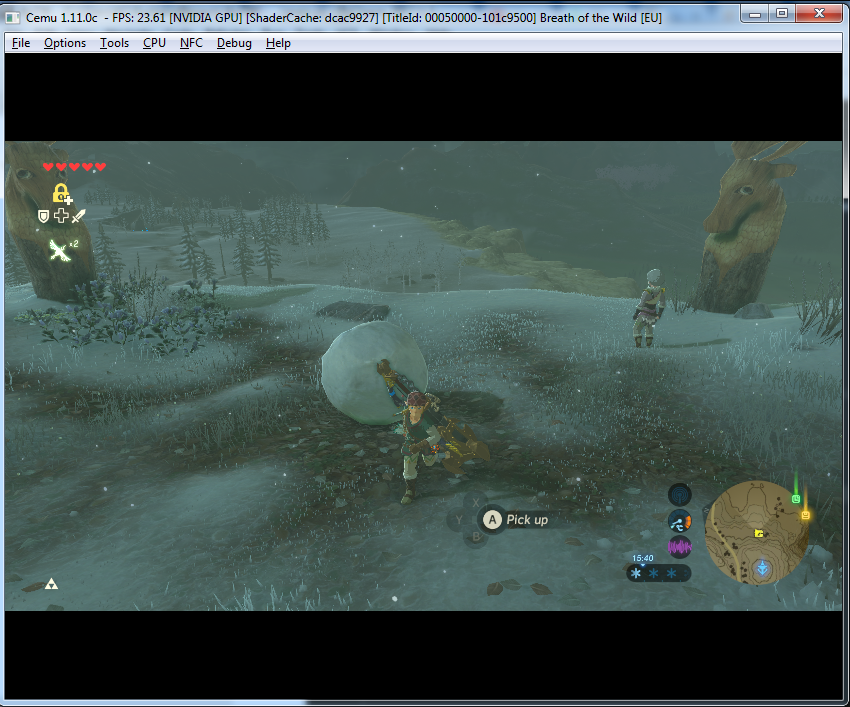 Cemu 1.11.0c - FPS: 23.61 [NVIDIA GPU] [ShaderCache: dcac9927] [TitleId: 00050000-101c9500] Breath of the Wild [EU]
File Options Tools CPU NFC Debug Help
x2
X
Y A Pick up
B
15:40